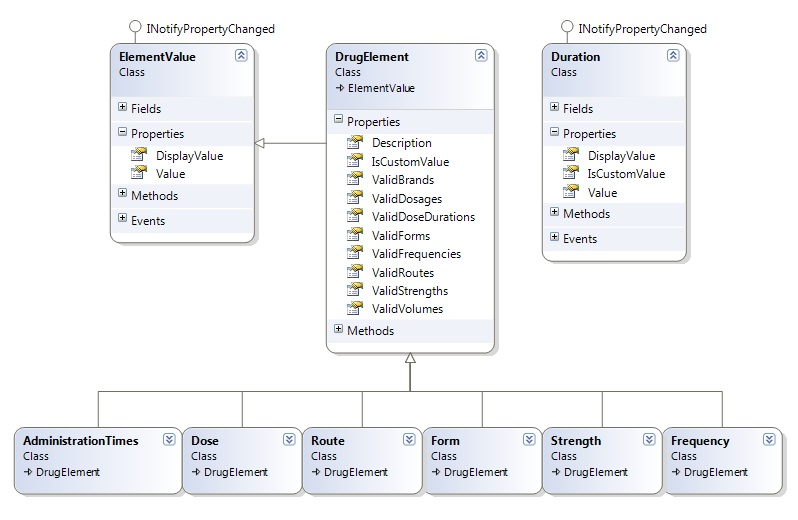 INotifyPropertyChanged
ElementValue
Class
Fields
Properties
DisplayValue
Value
Methods
Events
DrugElement
Class
ElementValue
Properties
Description
IsCustomValue
ValidBrands
ValidDosages
ValidDoseDurations
ValidForms
ValidFrequencies
ValidRoutes
ValidStrengths
ValidVolumes
Methods
INotifyPropertyChanged
Duration
Class
Fields
Properties
DisplayValue
IsCustomValue
Value
Methods
Events
AdministrationTimes
Class
DrugElement
Dose
Class
DrugElement
Route
Class
DrugElement
Form
Class
DrugElement
Strength
Class
DrugElement
Frequency
Class
DrugElement